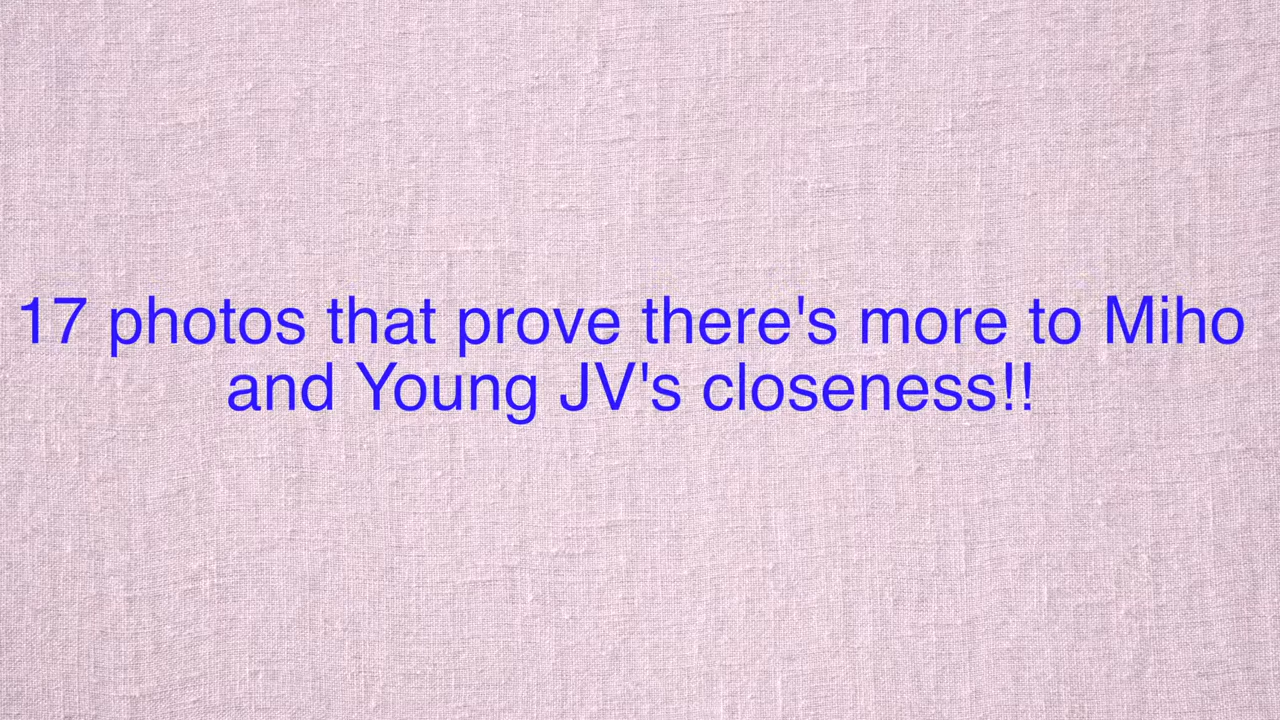 17 photos that prove there's more to Miho
and Young JV's closeness!!